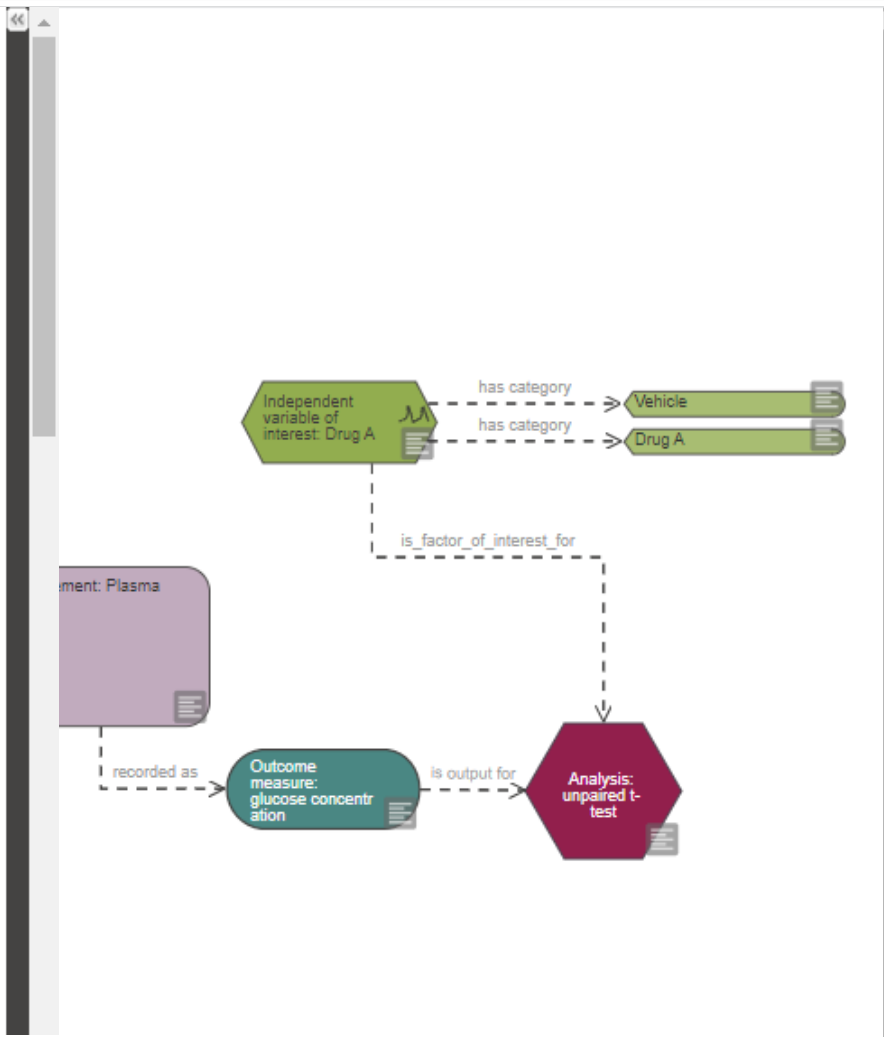 «
has category
Independent
variable of
interest: Drug A
Vehicle
has category
Drug A
is_factor_of_interest_for
ement: Plasma
recorded as
Outcome
measure:
glucose concentr
ation
is output for
Analysis:
unpaired t-
test